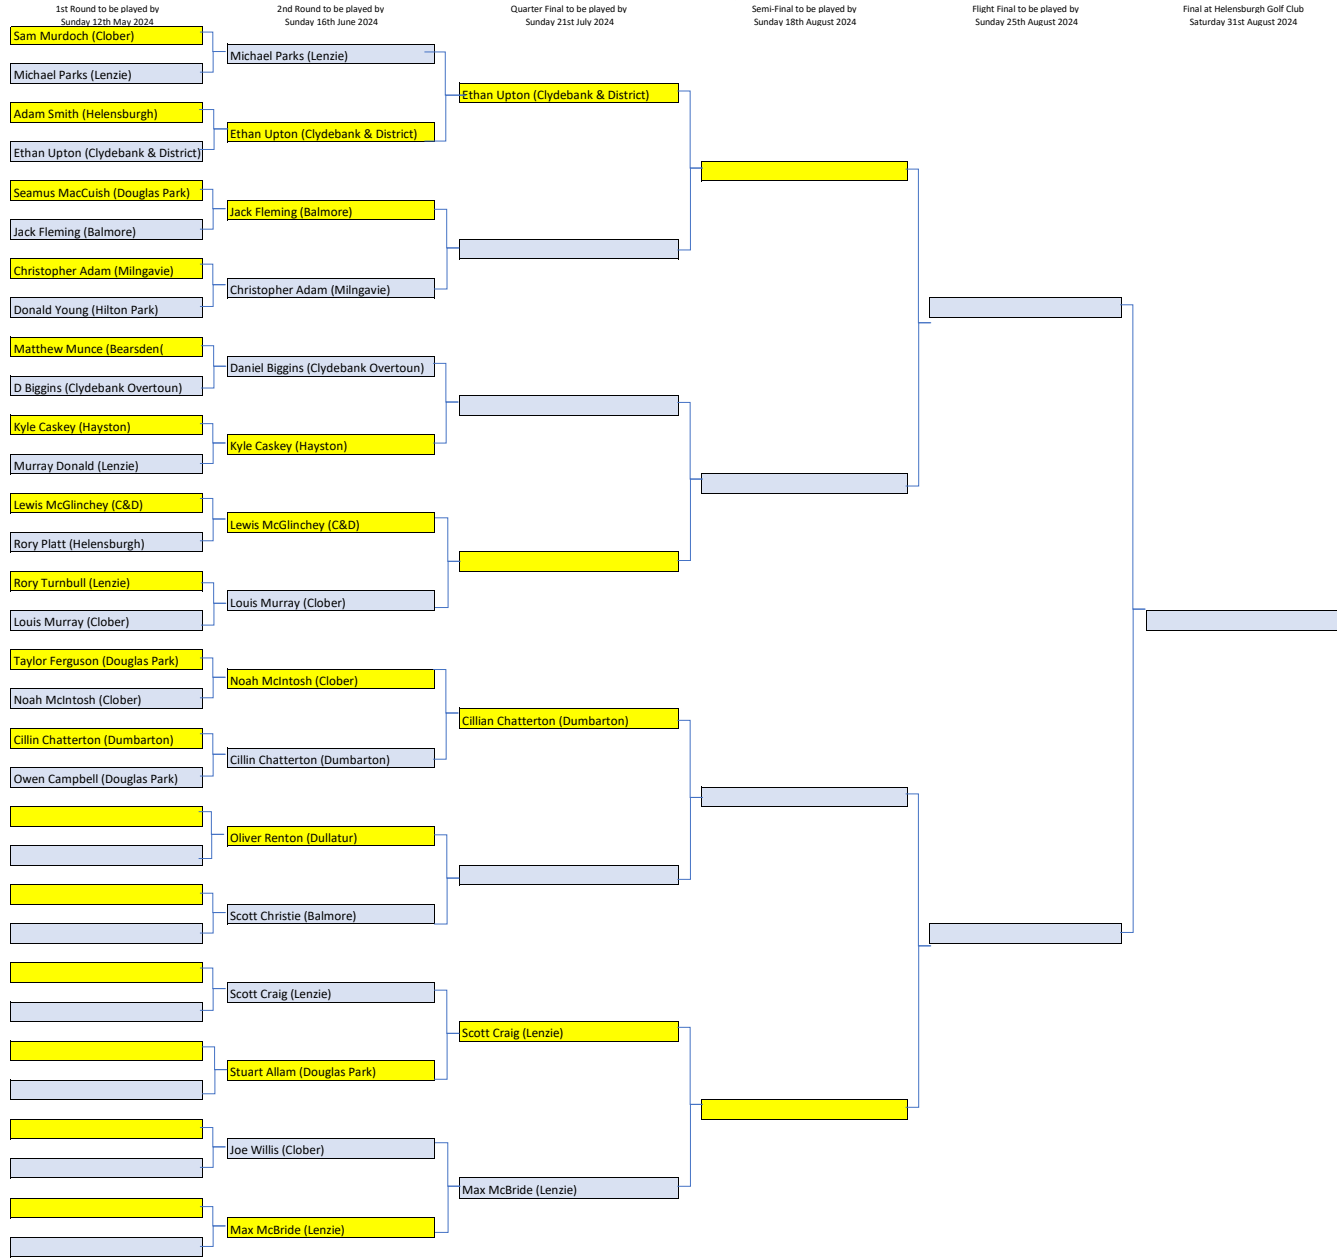 1st Round to be played by
Sunday 12th May 2024
2nd Round to be played by
Sunday 16th June 2024
Quarter Final to be played by
Sunday 21st July 2024
Semi-Final to be played by
Sunday 18th August 2024
Flight Final to be played by
Sunday 25th August 2024
Final at Helensburgh Golf Club
Saturday 31st August 2024
Sam Murdoch (Clober)
Michael Parks (Lenzie)
Adam Smith (Helensburgh)
Ethan Upton (Clydebank & District)
Seamus MacCuish (Douglas Park)
Jack Fleming (Balmore)
Christopher Adam (Milngavie)
Donald Young (Hilton Park)
Matthew Munce (Bearsden(
D Biggins (Clydebank Overtoun)
Kyle Caskey (Hayston)
Murray Donald (Lenzie)
Lewis McGlinchey (C&D)
Rory Platt (Helensburgh)
Rory Turnbull (Lenzie)
Louis Murray (Clober)
Taylor Ferguson (Douglas Park)
Noah McIntosh (Clober)
Cillin Chatterton (Dumbarton)
Owen Campbell (Douglas Park)
Michael Parks (Lenzie)
Ethan Upton (Clydebank & District)
Jack Fleming (Balmore)
Christopher Adam (Milngavie)
Daniel Biggins (Clydebank Overtoun)
Kyle Caskey (Hayston)
Lewis McGlinchey (C&D)
Louis Murray (Clober)
Noah McIntosh (Clober)
Cillin Chatterton (Dumbarton)
Oliver Renton (Dullatur)
Scott Christie (Balmore)
Scott Craig (Lenzie)
Stuart Allam (Douglas Park)
Joe Willis (Clober)
Max McBride (Lenzie)
Ethan Upton (Clydebank & District)
Cillian Chatterton (Dumbarton)
Scott Craig (Lenzie)
Max McBride (Lenzie)